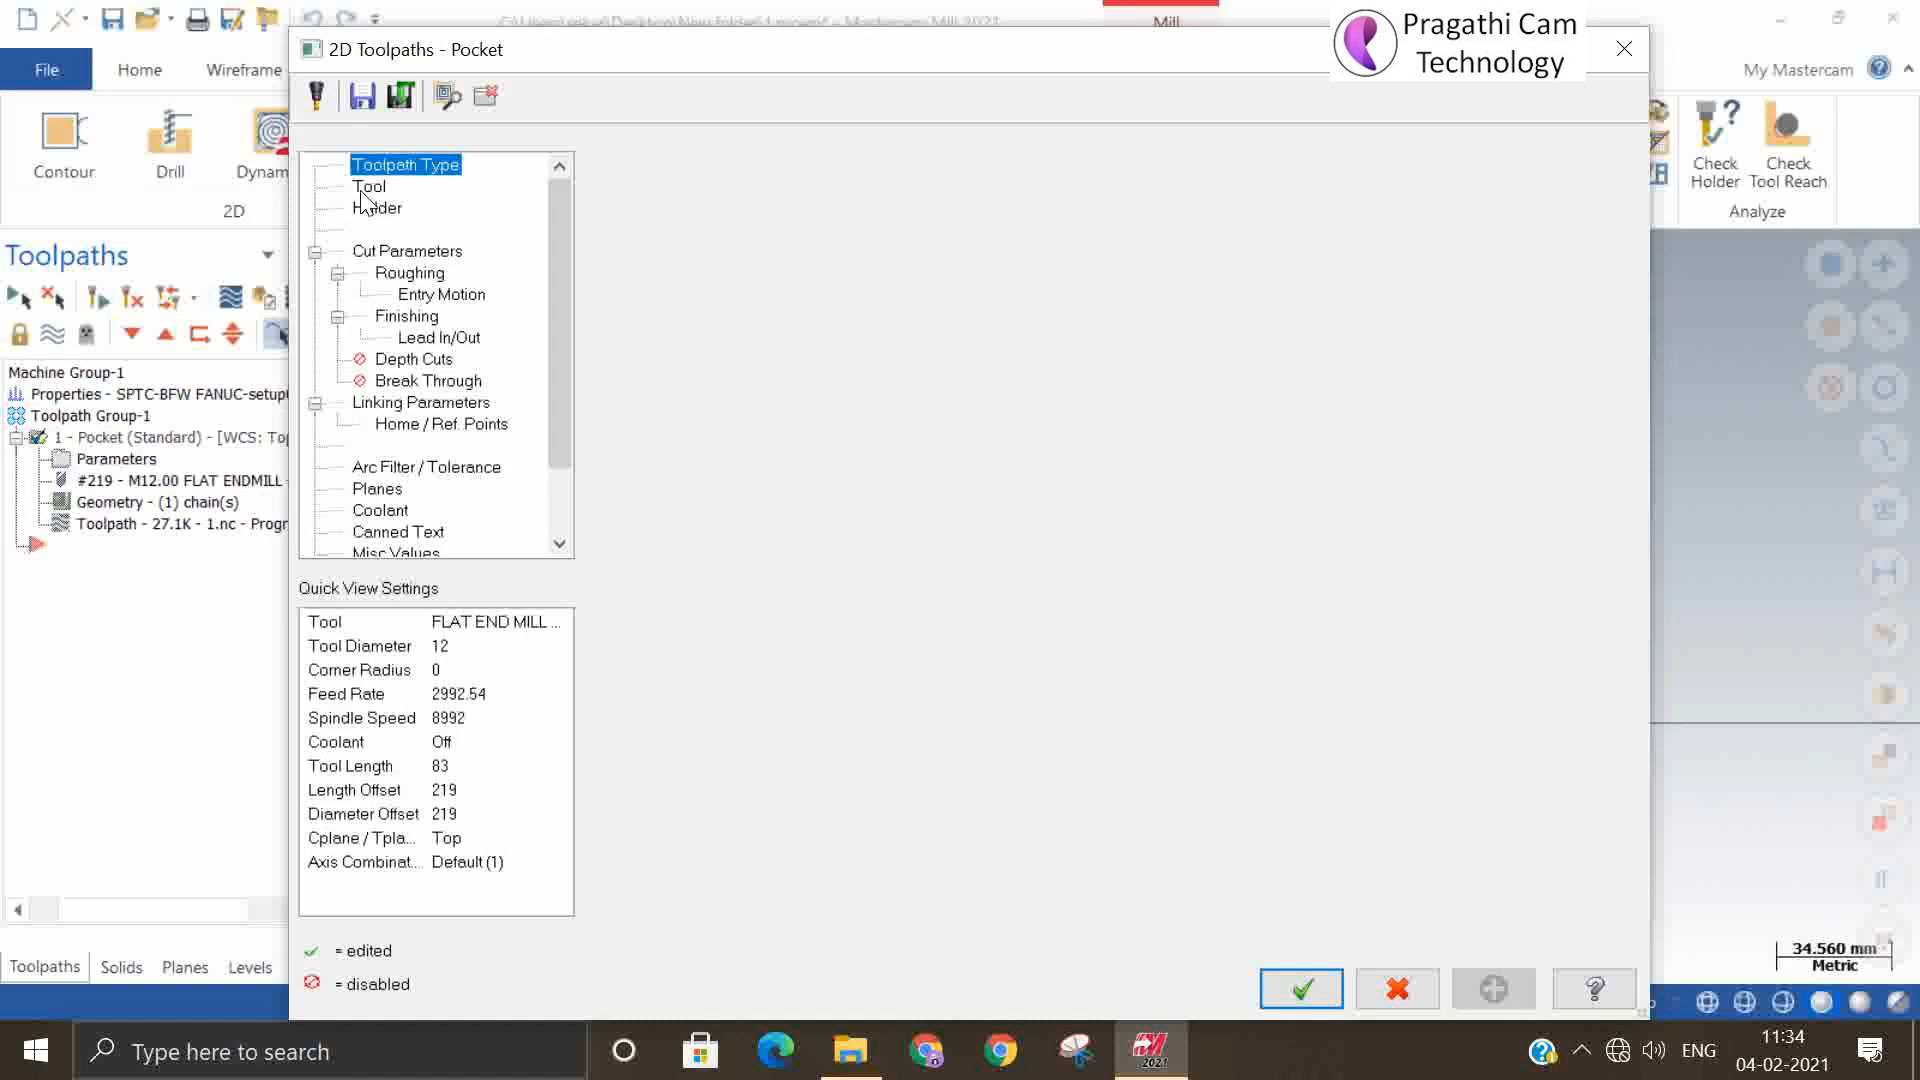 Mill
2D Toolpaths - Pocket
Pragathi Cam
Technology
File
Home
Wireframe
My Mastercam
Contour
Drill
Dynam
2D
Check
Holder
Check
Tool Reach
Analyze
Toolpaths
Machine Group-1
Properties - SPTC-BFW FANUC-setup
Toolpath Group-1
1 - Pocket (Standard) - [WCS: Top
Parameters
#219 - M12.00 FLAT ENDMILL -
Geometry - (1) chain(s)
Toolpath - 27.1K - 1.nc - Progr
Toolpath Type
Tool
Holder
Cut Parameters
Roughing
Entry Motion
Finishing
Lead In/Out
Depth Cuts
Break Through
Linking Parameters
Home / Ref. Points
Arc Filter / Tolerance
Planes
Coolant
Canned Text
Misc Values
Quick View Settings
Tool FLAT END MILL ...
Tool Diameter 12
Corner Radius 0
Feed Rate 2992.54
Spindle Speed 8992
Coolant Off
Tool Length 83
Length Offset 219
Diameter Offset 219
Cplane / Tpla... Top
Axis Combinat... Default (1)
= edited
= disabled
Toolpaths Solids Planes Levels
34.560 mm
Metric
Type here to search
2021
ENG
11:34
04-02-2021